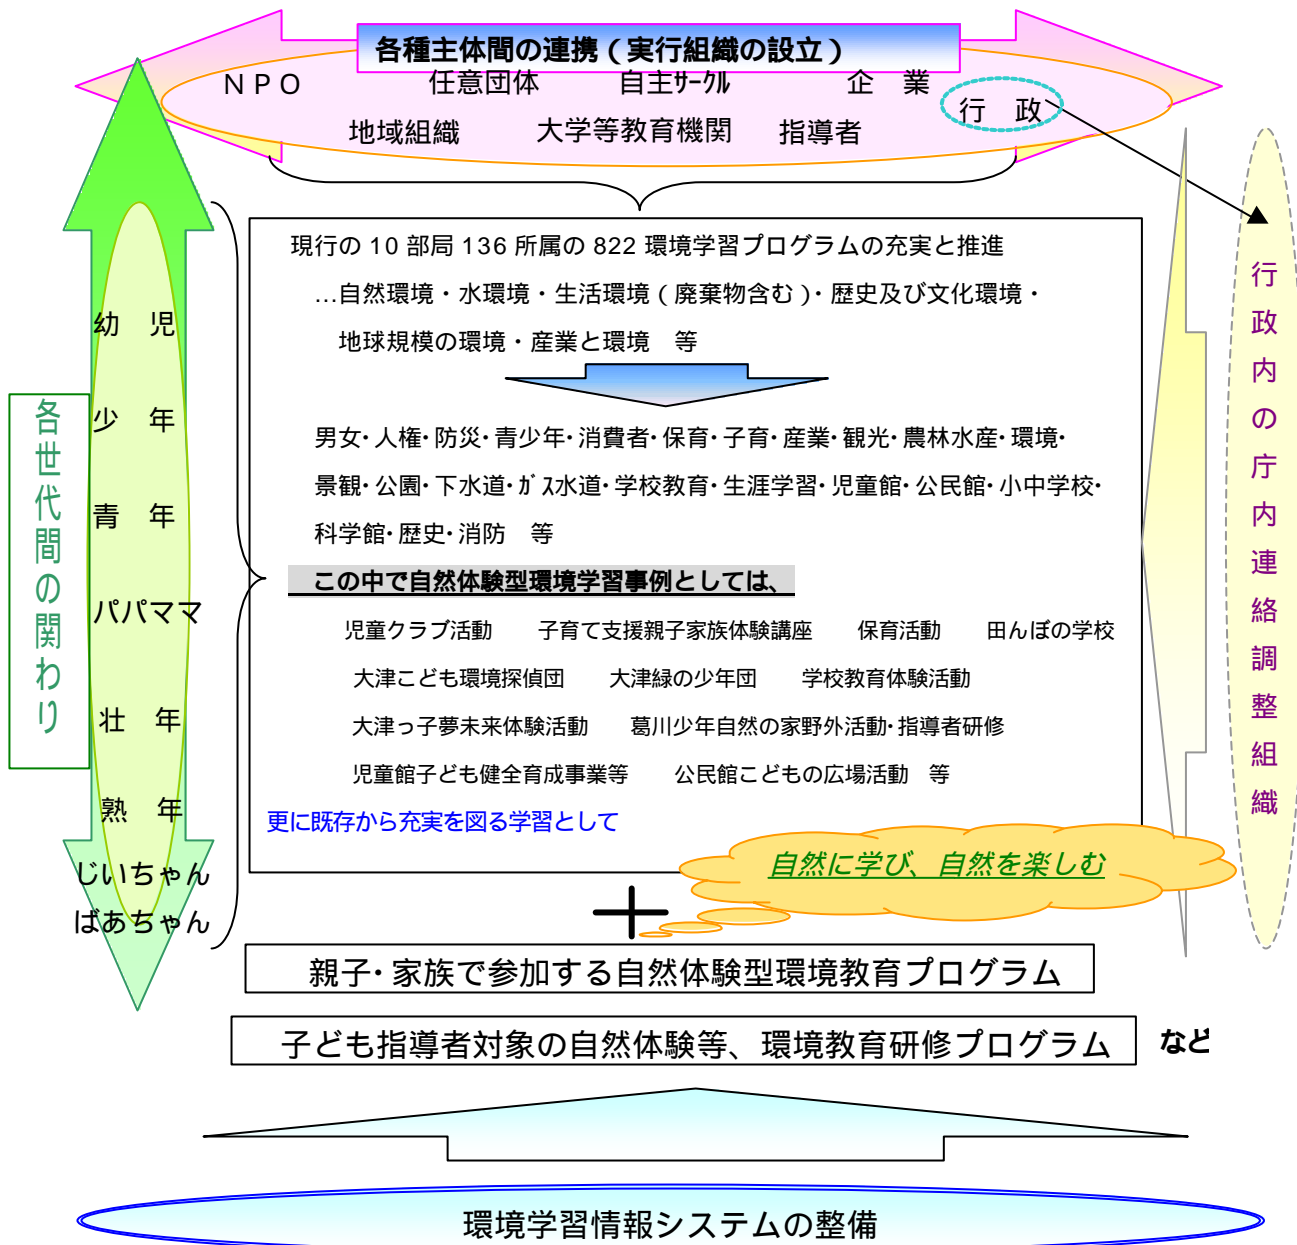 各種主体間の連携（実行組織の設立）
ＮＰＯ　任意団体　自主ｻｰｸﾙ　企　業
行　政
地域組織　大学等教育機関　指導者
現行の 10 部局 136 所属の 822 環境学習プログラムの充実と推進
…自然環境・水環境・生活環境（廃棄物含む）・歴史及び文化環境・
地球規模の環境・産業と環境　等
男女・人権・防災・青少年・消費者・保育・子育・産業・観光・農林水産・環境・
景観・公園・下水道・ｶﾞｽ水道・学校教育・生涯学習・児童館・公民館・小中学校・
科学館・歴史・消防　等
この中で自然体験型環境学習事例としては、
児童クラブ活動　子育て支援親子家族体験講座　保育活動　田んぼの学校
大津こども環境探偵団　大津緑の少年団　学校教育体験活動
大津っ子夢未来体験活動　葛川少年自然の家野外活動・指導者研修
児童館子ども健全育成事業等　公民館こどもの広場活動　等
更に既存から充実を図る学習として
自然に学び、自然を楽しむ
＋
親子・家族で参加する自然体験型環境教育プログラム
子ども指導者対象の自然体験等、環境教育研修プログラム
など
環境学習情報システムの整備
各世代間の関わり
幼　児
少　年
青　年
パパママ
壮　年
熟　年
じいちゃん
ばあちゃん
行政内の庁内連絡調整組織